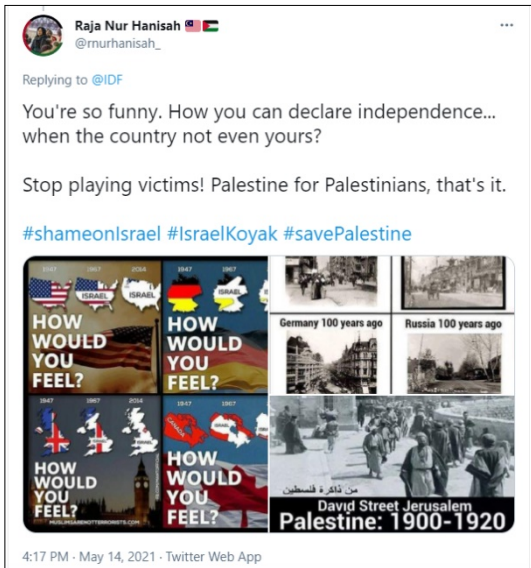 Raja Nur Hanisah
@rnurhanisah_
Replying to @IDF
You're so funny. How you can declare independence...
when the country not even yours?
Stop playing victims! Palestine for Palestinians, that's it.
#shameonIsrael #IsraelKoyak #savePalestine
1947 1967 2014
ISRAEL ISRAEL
HOW
WOULD
YOU
FEEL?
1947 1967
ISRAEL
HOW
WOULD
YOU
FEEL?
Germany 100 years ago
Russia 100 years ago
1947 1967 2014
HOW
WOULD
YOU
FEEL?
MUSLIMSARENOTTERRORISTS.COM
1947 1967
CANADA
HOW
WOULD
YOU
FEEL?
من ذاكرة فلسطين
David Street Jerusalem
Palestine: 1900-1920
4:17 PM · May 14, 2021 · Twitter Web App